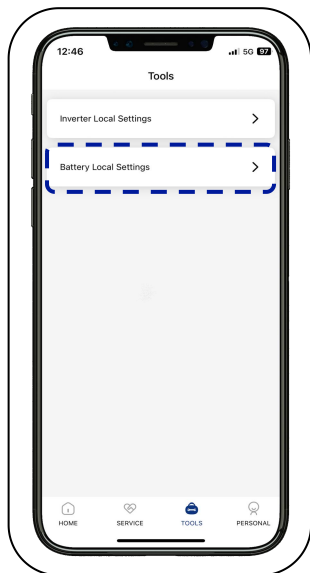 12:46
5G 97
Tools
Inverter Local Settings
Battery Local Settings
HOME SERVICE TOOLS PERSONAL